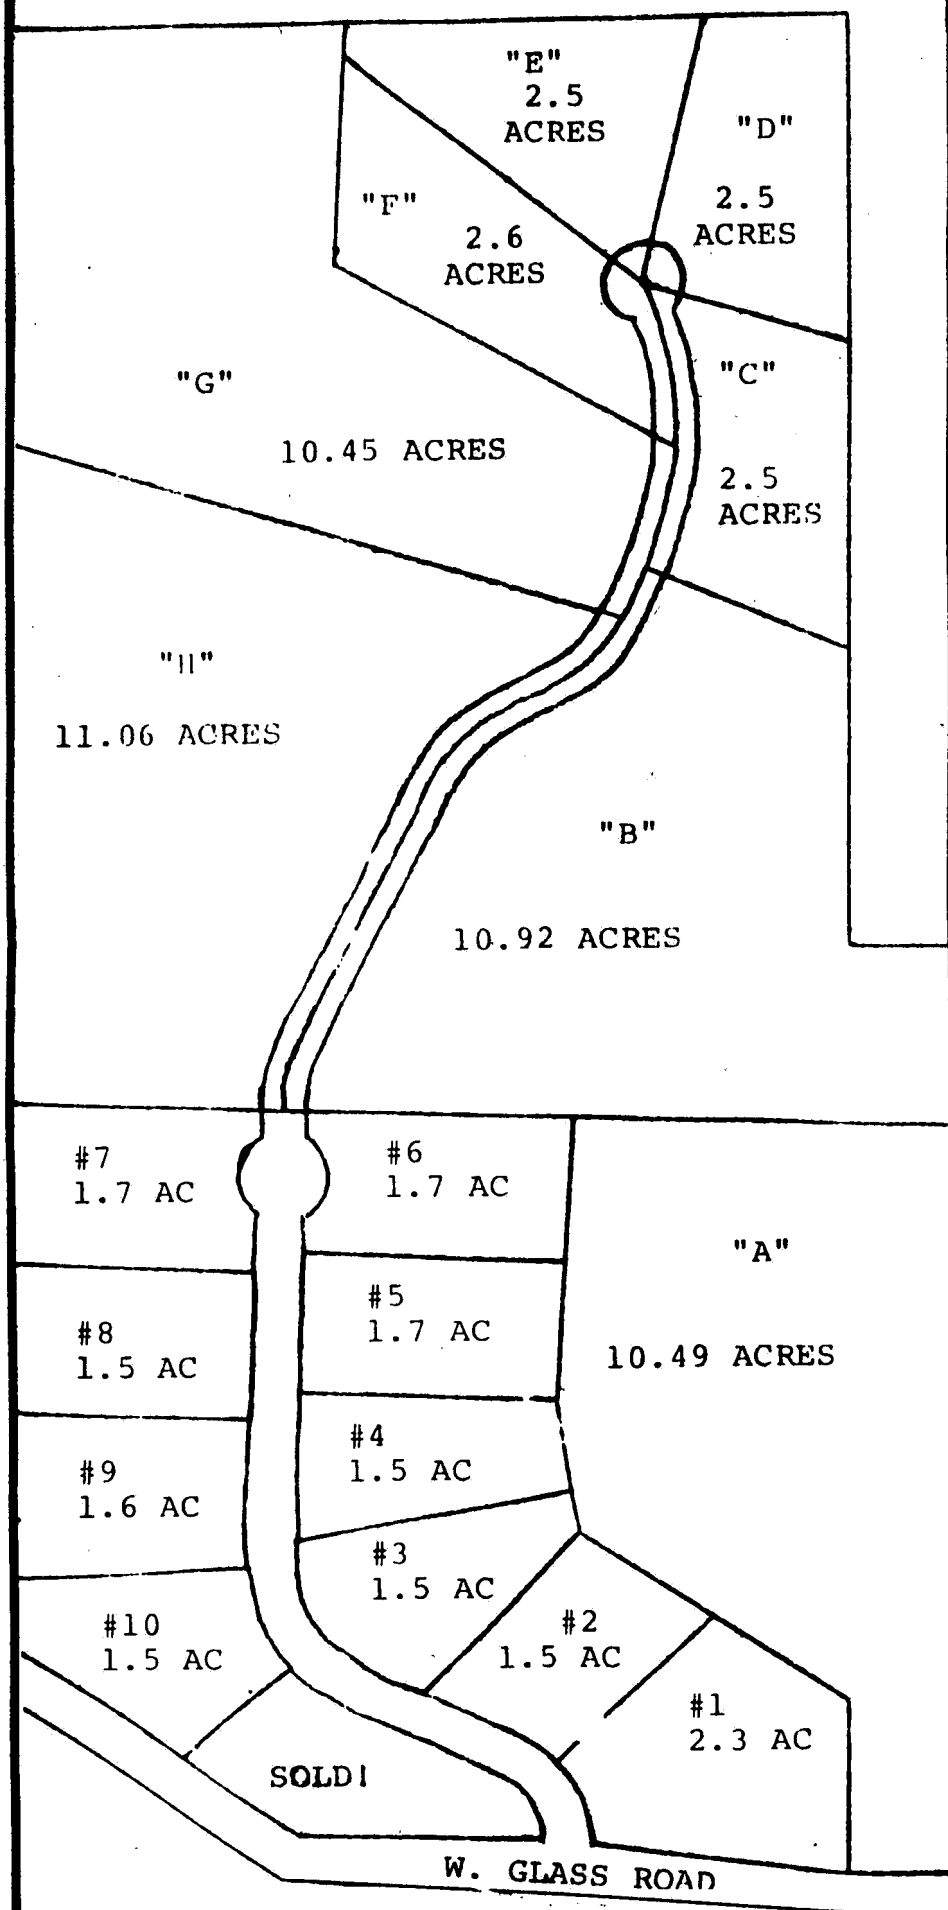 "E"
2.5
ACRES
"D"
2.5
ACRES
"F"
2.6
ACRES
"C"
2.5
ACRES
"G"
10.45 ACRES
"H"
11.06 ACRES
"B"
10.92 ACRES
#7
1.7 AC
#6
1.7 AC
"A"
10.49 ACRES
#5
1.7 AC
#8
1.5 AC
#4
1.5 AC
#9
1.6 AC
#3
1.5 AC
#10
1.5 AC
#2
1.5 AC
#1
2.3 AC
SOLD!
W. GLASS ROAD